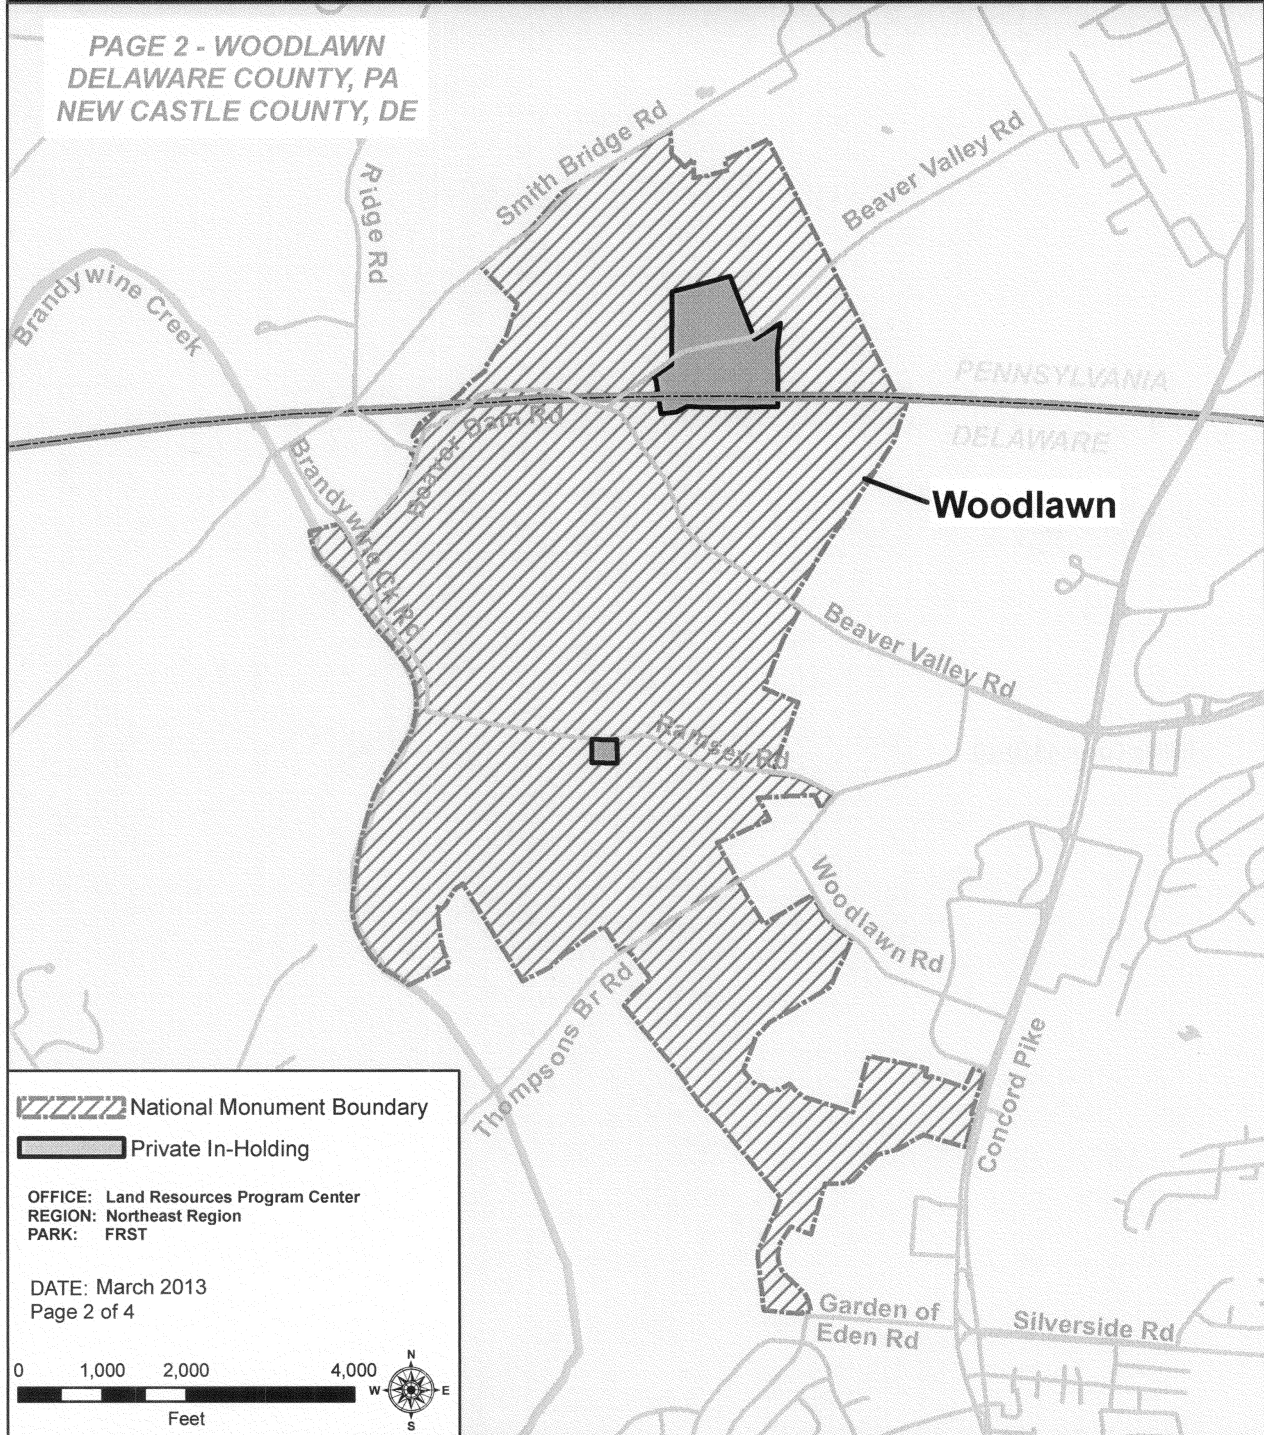 PAGE 2 - WOODLAWN
DELAWARE COUNTY, PA
NEW CASTLE COUNTY, DE
Smith Bridge Rd
Beaver Valley Rd
Ridge Rd
Brandywine Creek
PENNSYLVANIA
DELAWARE
Beaver Dam Rd
Brandywine Ck Rd
Woodlawn
Beaver Valley Rd
Ramsey Rd
Woodlawn Rd
Thompsons Br Rd
Concord Pike
Garden of
Eden Rd
Silverside Rd
National Monument Boundary
Private In-Holding
OFFICE: Land Resources Program Center
REGION: Northeast Region
PARK: FRST
DATE: March 2013
Page 2 of 4
0 1,000 2,000 4,000
Feet
N
W E
S